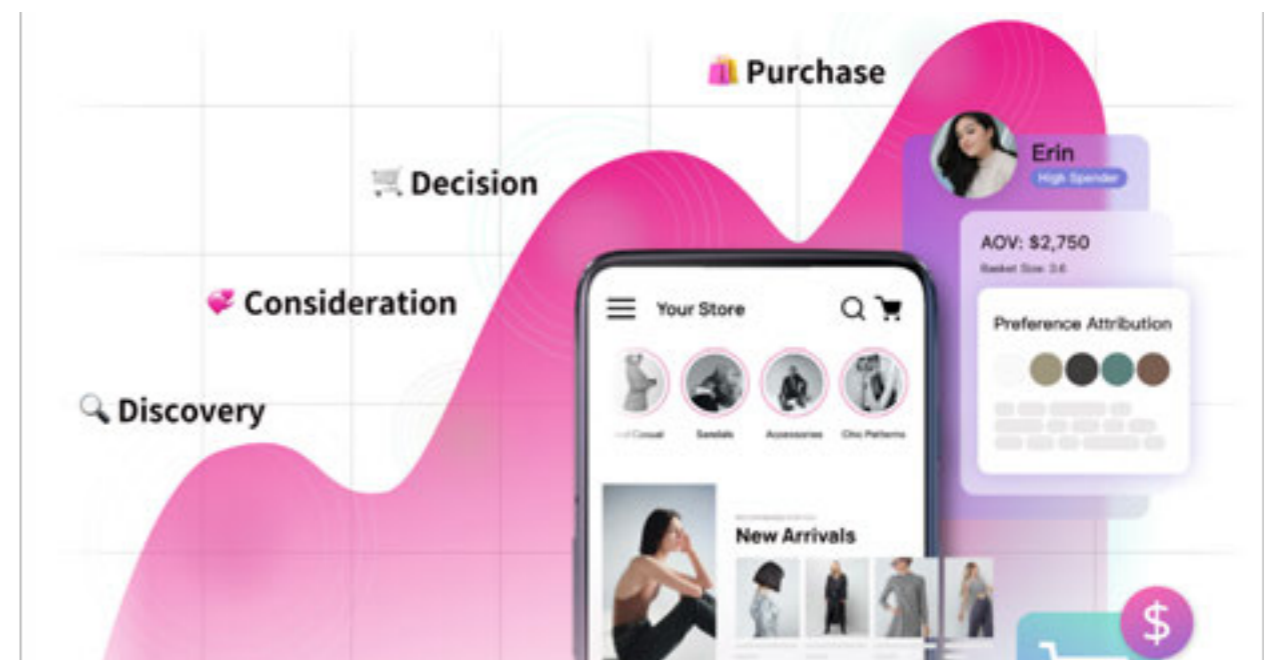 Purchase
Erin
High Spender
Decision
AOV: $2,750
Basket Size: 3.6
Consideration
Your Store
Preference Attribution
Discovery
Casual
Sandals
Accessories
Chic Patterns
New Arrivals
$